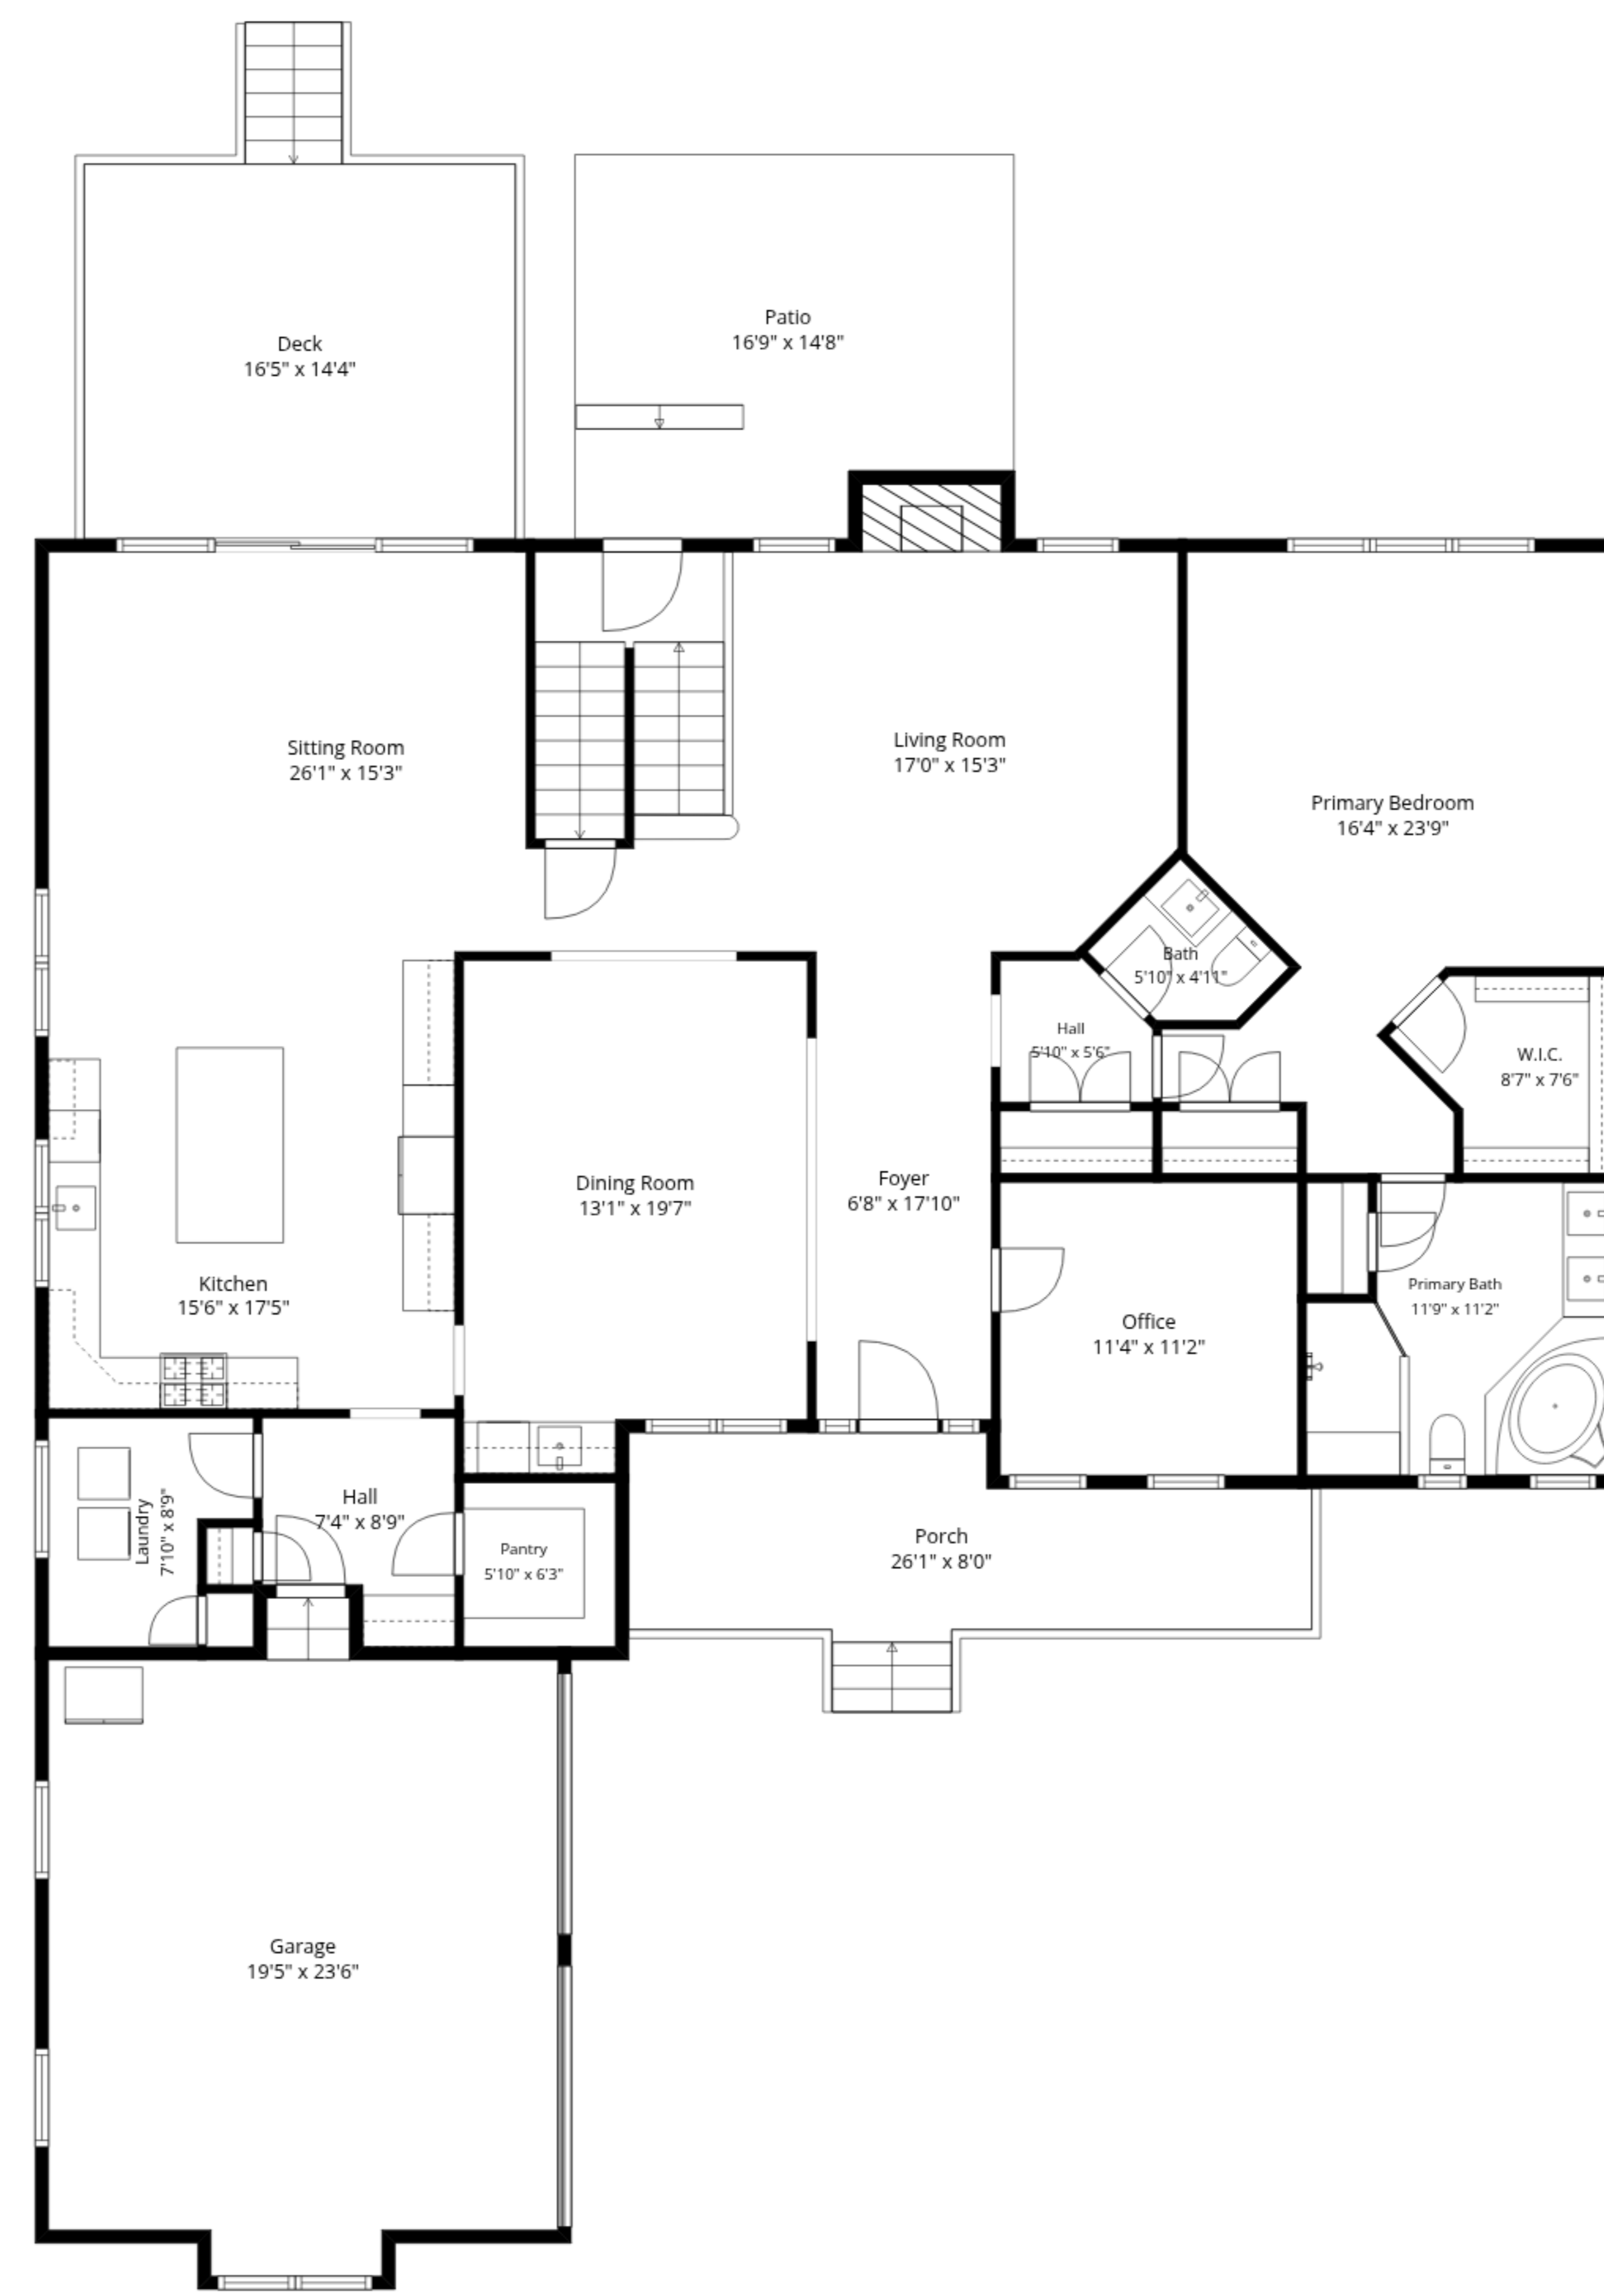 Patio
16'9" x 14'8"
Deck
16'5" x 14'4"
Living Room
17'0" x 15'3"
Sitting Room
26'1" x 15'3"
Primary Bedroom
16'4" x 23'9"
Bath
5'10" x 4'11"
Hall
5'10" x 5'6"
W.I.C.
8'7" x 7'6"
Foyer
6'8" x 17'10"
Dining Room
13'1" x 19'7"
Kitchen
15'6" x 17'5"
Primary Bath
11'9" x 11'2"
Office
11'4" x 11'2"
Hall
7'4" x 8'9"
Laundry
7'10" x 8'9"
Pantry
5'10" x 6'3"
Porch
26'1" x 8'0"
Garage
19'5" x 23'6"